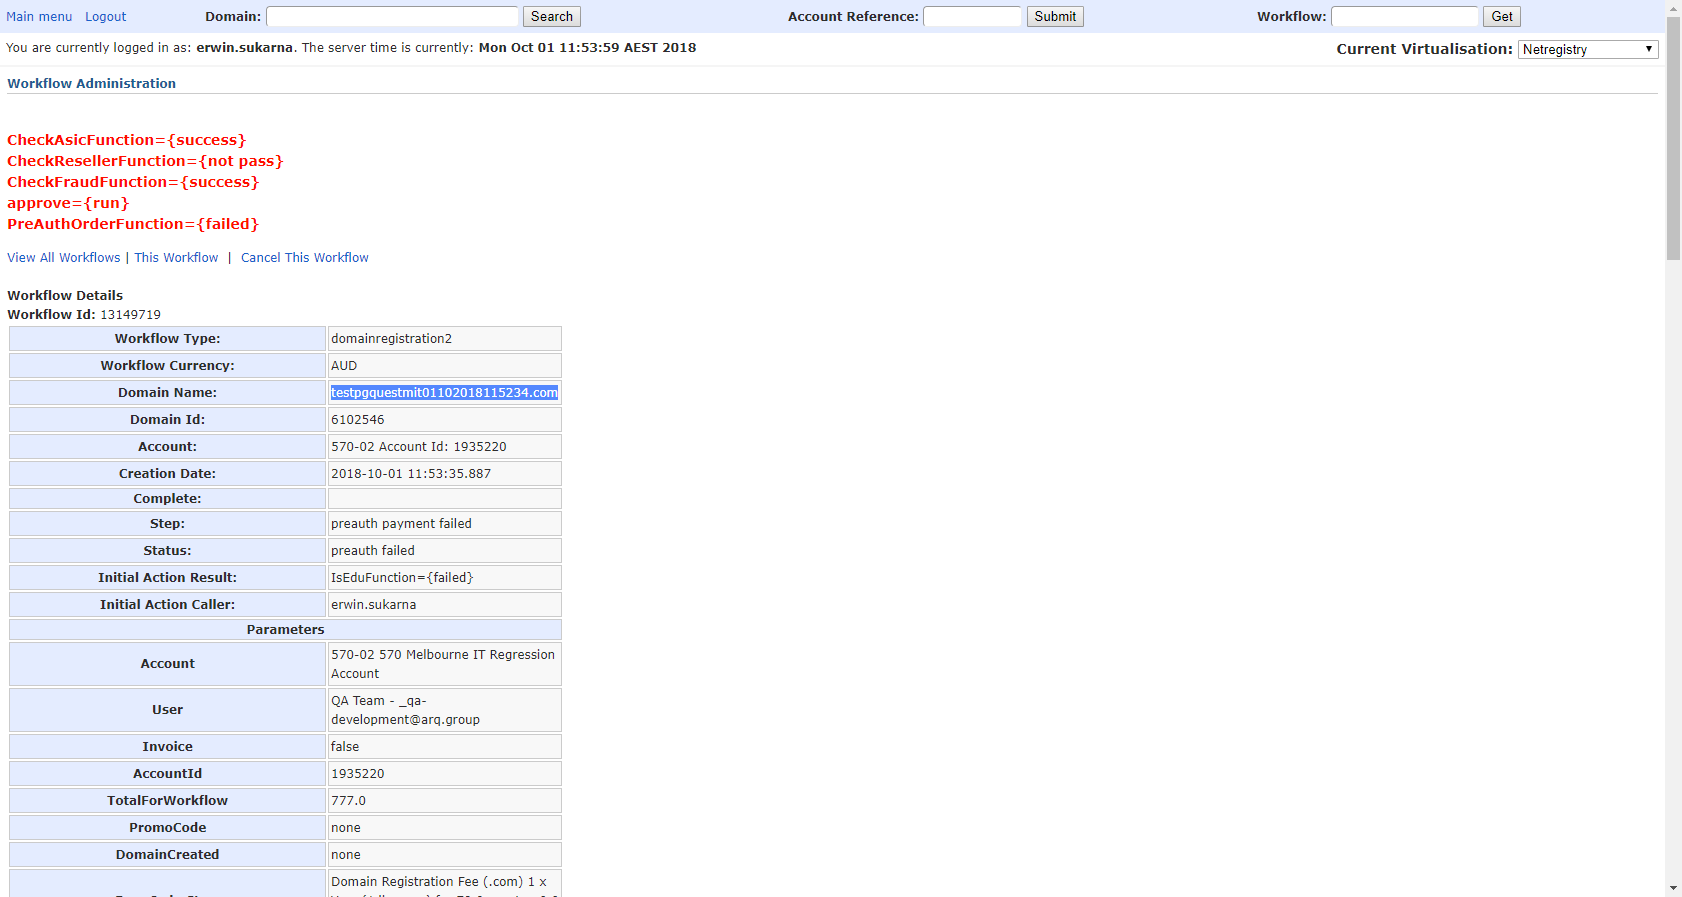 Main menu Logout Domain: Search Account Reference: Submit Workflow: Get
You are currently logged in as: erwin.sukarna. The server time is currently: Mon Oct 01 11:53:59 AEST 2018 Current Virtualisation: Netregistry
Workflow Administration
CheckAsicFunction={success}
CheckResellerFunction={not pass}
CheckFraudFunction={success}
approve={run}
PreAuthOrderFunction={failed}
View All Workflows | This Workflow | Cancel This Workflow
Workflow Details
Workflow Id: 13149719
Workflow Type: domainregistration2
Workflow Currency: AUD
Domain Name: testpgquestmit01102018115234.com
Domain Id: 6102546
Account: 570-02 Account Id: 1935220
Creation Date: 2018-10-01 11:53:35.887
Complete:
Step: preauth payment failed
Status: preauth failed
Initial Action Result: IsEduFunction={failed}
Initial Action Caller: erwin.sukarna
Parameters
Account 570-02 570 Melbourne IT Regression
Account
User QA Team - _qa-
development@arq.group
Invoice false
AccountId 1935220
TotalForWorkflow 777.0
PromoCode none
DomainCreated none
Domain Registration Fee (.com) 1 x